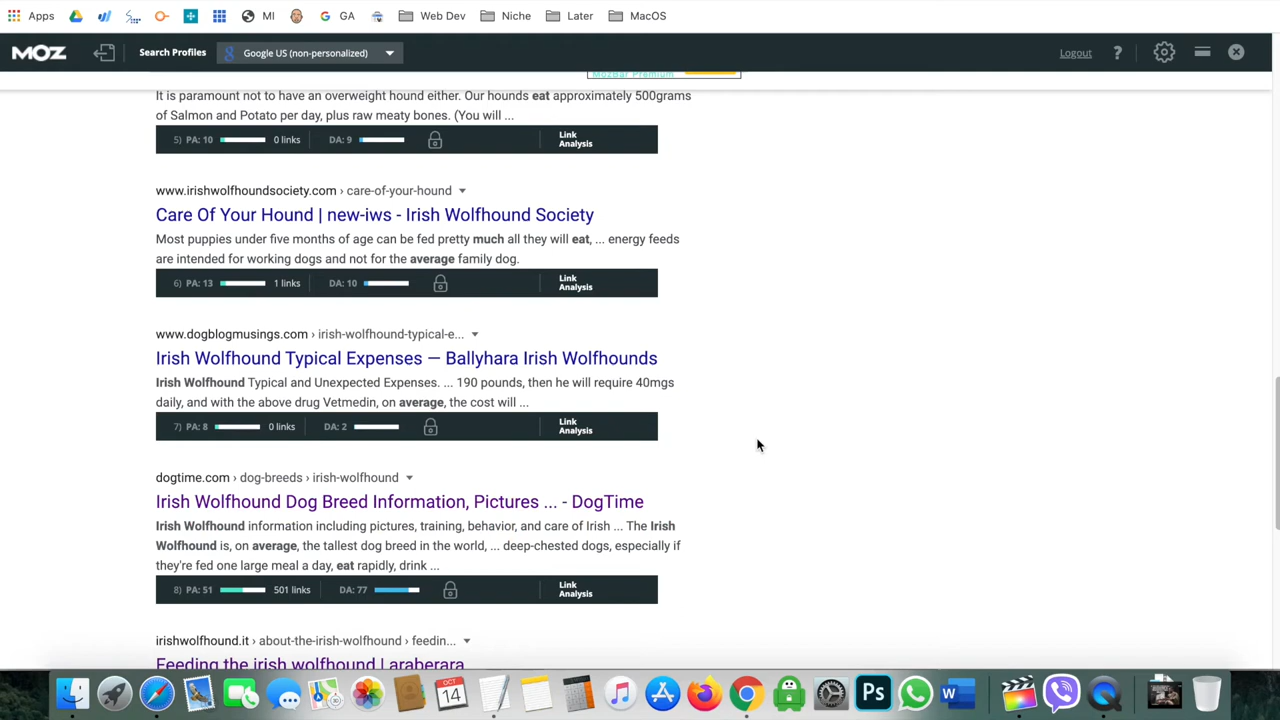 Apps MI GA Web Dev Niche Later MacOS
MOZ Search Profiles Google US (non-personalized) Logout ?
MozBar Premium
It is paramount not to have an overweight hound either. Our hounds eat approximately 500grams
of Salmon and Potato per day, plus raw meaty bones. (You will ...
5) PA: 10 0 links DA: 9 Link
Analysis
www.irishwolfhoundsociety.com › care-of-your-hound
Care Of Your Hound | new-iws - Irish Wolfhound Society
Most puppies under five months of age can be fed pretty much all they will eat, ... energy feeds
are intended for working dogs and not for the average family dog.
6) PA: 13 1 links DA: 10 Link
Analysis
www.dogblogmusings.com › irish-wolfhound-typical-e...
Irish Wolfhound Typical Expenses — Ballyhara Irish Wolfhounds
Irish Wolfhound Typical and Unexpected Expenses. ... 190 pounds, then he will require 40mgs
daily, and with the above drug Vetmedin, on average, the cost will ...
7) PA: 8 0 links DA: 2 Link
Analysis
dogtime.com › dog-breeds › irish-wolfhound
Irish Wolfhound Dog Breed Information, Pictures ... - DogTime
Irish Wolfhound information including pictures, training, behavior, and care of Irish ... The Irish
Wolfhound is, on average, the tallest dog breed in the world, ... deep-chested dogs, especially if
they're fed one large meal a day, eat rapidly, drink ...
8) PA: 51 501 links DA: 77 Link
Analysis
irishwolfhound.it › about-the-irish-wolfhound › feedin...
Feeding the irish wolfhound | araberara
OCT
14
Ps
W